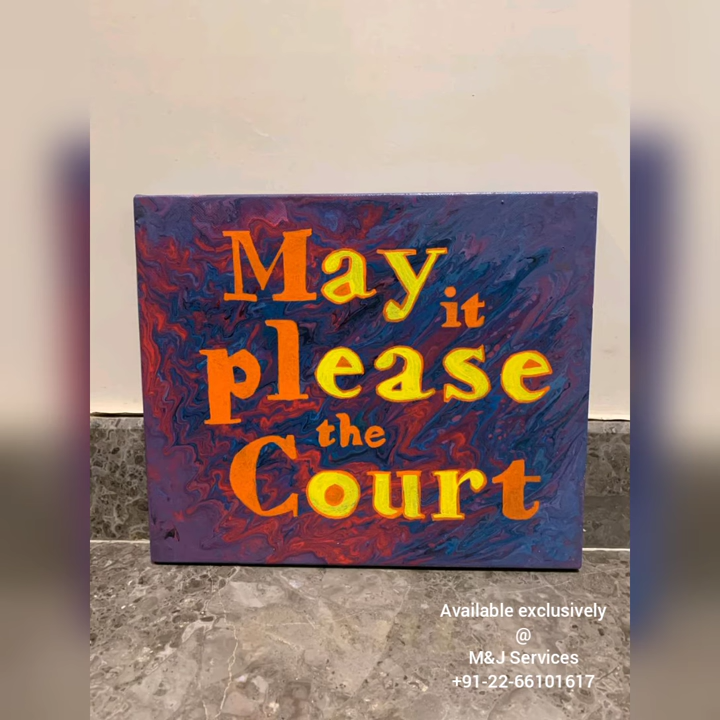 May
it
please
the
Court
Available exclusively
@
M&J Services
+91-22-66101617